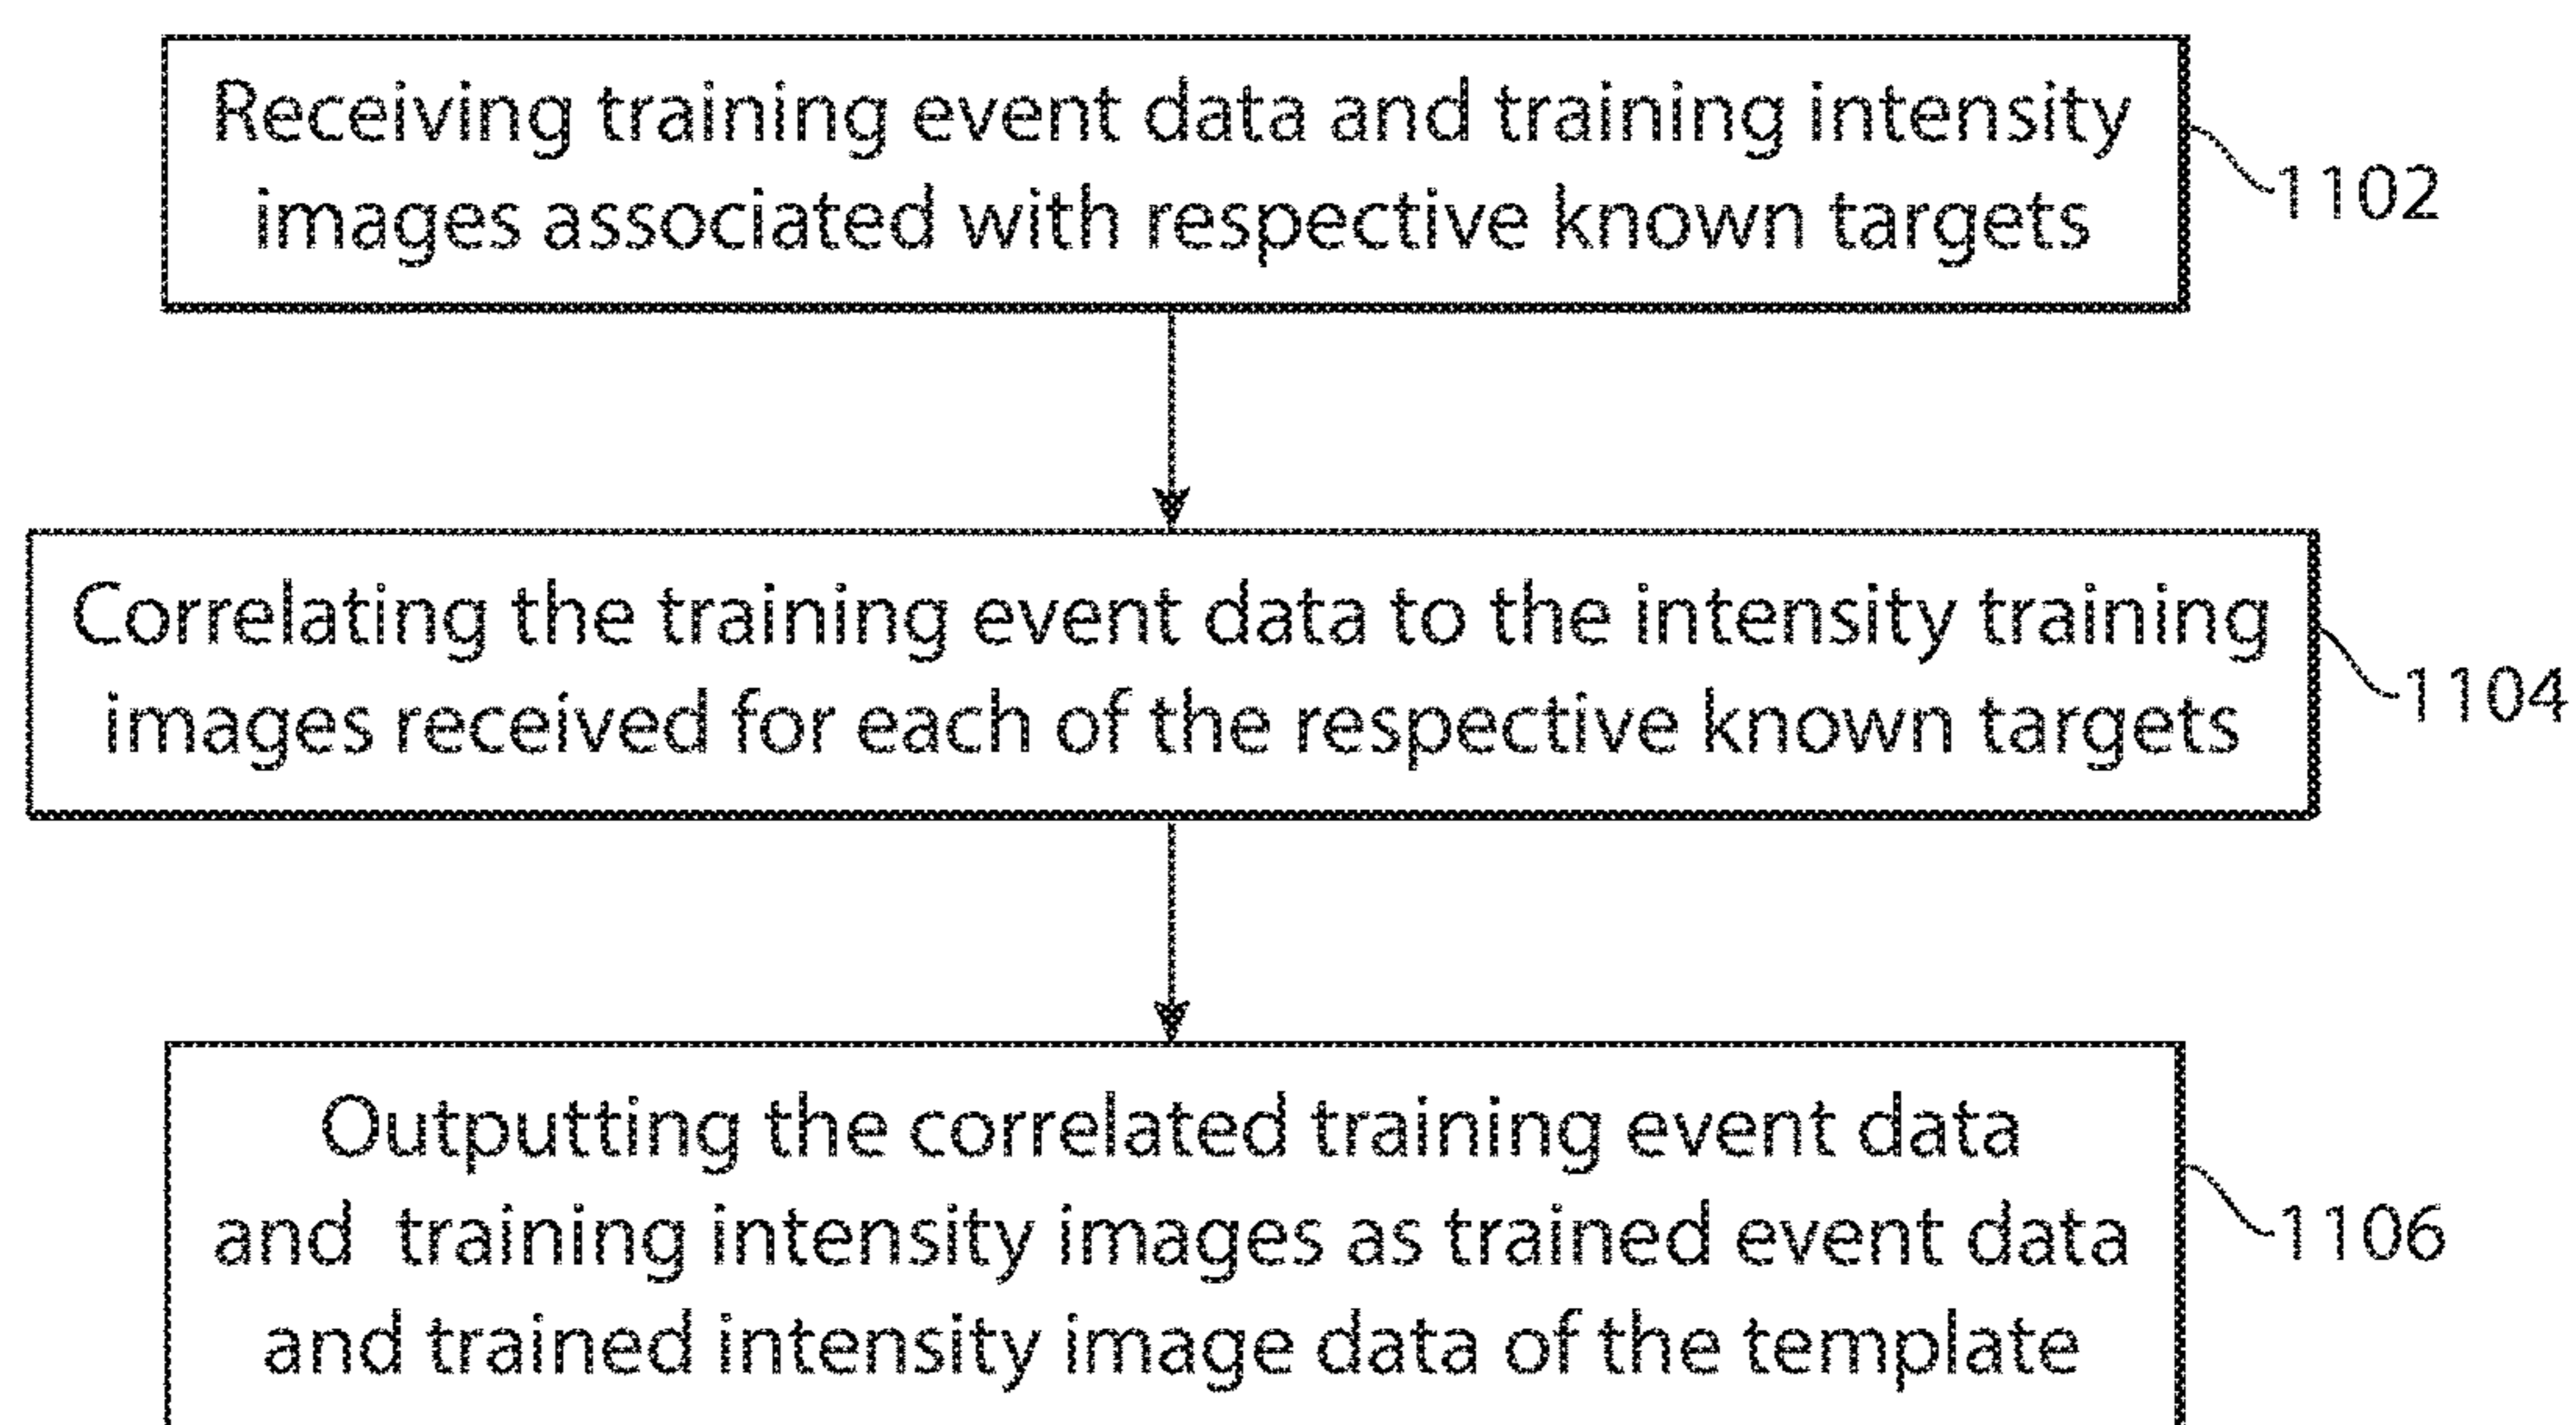 Receiving training event data and training intensity
images associated with respective known targets
1102
Correlating the training event data to the intensity training
images received for each of the respective known targets
1104
Outputting the correlated training event data
and training intensity images as trained event data
and trained intensity image data of the template
1106